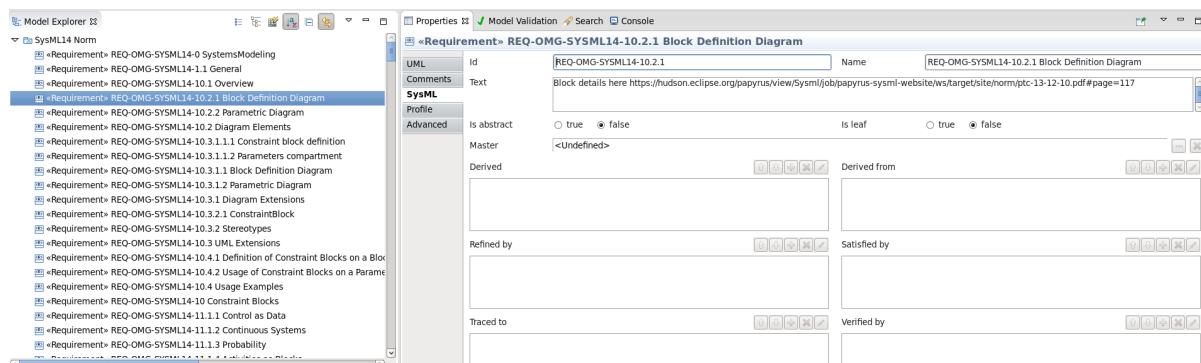 Model Explorer
SysML14 Norm
«Requirement» REQ-OMG-SYSML14-0 SystemsModeling
«Requirement» REQ-OMG-SYSML14-1.1 General
«Requirement» REQ-OMG-SYSML14-10.1 Overview
«Requirement» REQ-OMG-SYSML14-10.2.1 Block Definition Diagram
«Requirement» REQ-OMG-SYSML14-10.2.2 Parametric Diagram
«Requirement» REQ-OMG-SYSML14-10.2 Diagram Elements
«Requirement» REQ-OMG-SYSML14-10.3.1.1.1 Constraint block definition
«Requirement» REQ-OMG-SYSML14-10.3.1.1.2 Parameters compartment
«Requirement» REQ-OMG-SYSML14-10.3.1.1 Block Definition Diagram
«Requirement» REQ-OMG-SYSML14-10.3.1.2 Parametric Diagram
«Requirement» REQ-OMG-SYSML14-10.3.1 Diagram Extensions
«Requirement» REQ-OMG-SYSML14-10.3.2.1 ConstraintBlock
«Requirement» REQ-OMG-SYSML14-10.3.2 Stereotypes
«Requirement» REQ-OMG-SYSML14-10.3 UML Extensions
«Requirement» REQ-OMG-SYSML14-10.4.1 Definition of Constraint Blocks on a Bloc
«Requirement» REQ-OMG-SYSML14-10.4.2 Usage of Constraint Blocks on a Parame
«Requirement» REQ-OMG-SYSML14-10.4 Usage Examples
«Requirement» REQ-OMG-SYSML14-10 Constraint Blocks
«Requirement» REQ-OMG-SYSML14-11.1.1 Control as Data
«Requirement» REQ-OMG-SYSML14-11.1.2 Continuous Systems
«Requirement» REQ-OMG-SYSML14-11.1.3 Probability
Properties Model Validation Search Console
«Requirement» REQ-OMG-SYSML14-10.2.1 Block Definition Diagram
UML
Comments
SysML
Profile
Advanced
Id REQ-OMG-SYSML14-10.2.1 Name REQ-OMG-SYSML14-10.2.1 Block Definition Diagram
Text Block details here https://hudson.eclipse.org/papyrus/view/Sysml/job/papyrus-sysml-website/ws/target/site/norm/ptc-13-12-10.pdf#page=117
Is abstract true false Is leaf true false
Master <Undefined>
Derived Derived from
Refined by Satisfied by
Traced to Verified by